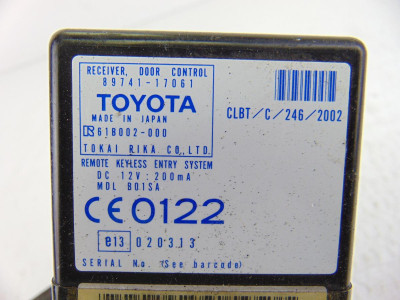 RECEIVER, DOOR CONTROL
89741-17061
TOYOTA
MADE IN JAPAN
R 61B002-000
TOKAI RIKA CO., LTD.
CLBT/C/246/2002
REMOTE KEYLESS ENTRY SYSTEM
DC 12V:200mA
MDL B01SA
CE0122
e13 020313
SERIAL No. (See barcode)